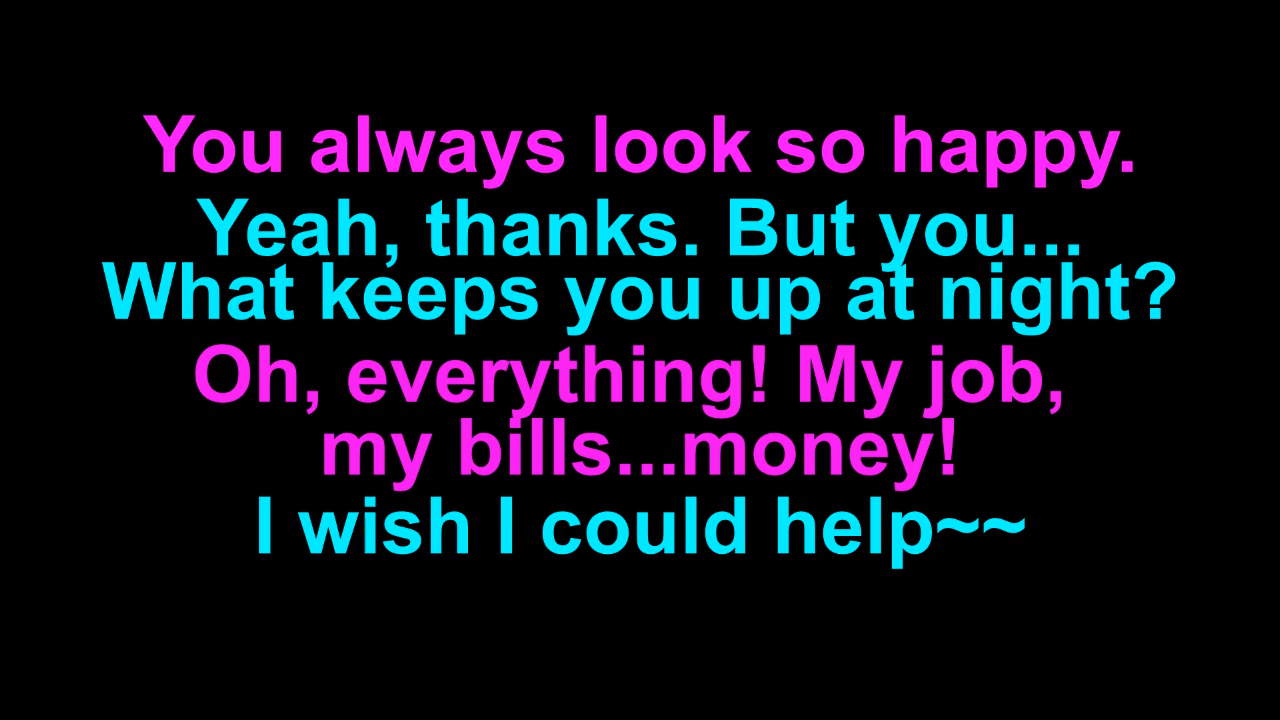 You always look so happy.
Yeah, thanks. But you...
What keeps you up at night?
Oh, everything! My job,
my bills...money!
I wish I could help~~